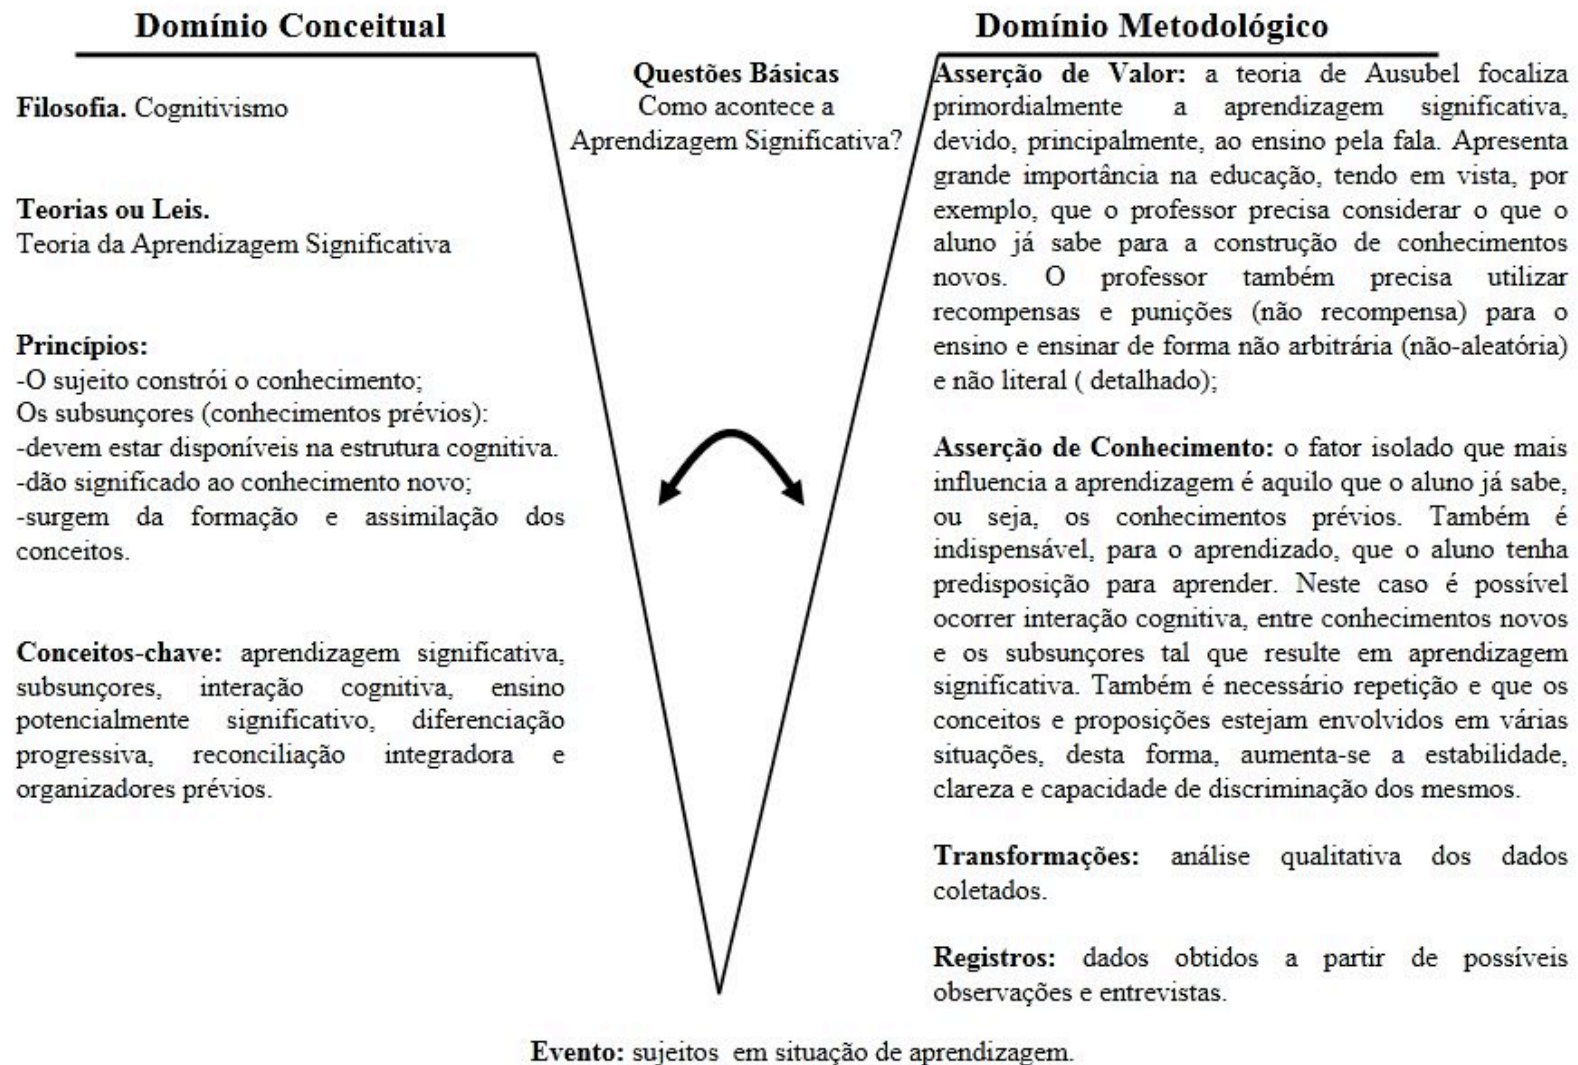 Domínio Conceitual
Filosofia. Cognitivismo
Teorias ou Leis.
Teoria da Aprendizagem Significativa
Princípios:
-O sujeito constrói o conhecimento;
Os subsunçores (conhecimentos prévios):
-devem estar disponíveis na estrutura cognitiva.
-dão significado ao conhecimento novo;
-surgem da formação e assimilação dos
conceitos.
Conceitos-chave: aprendizagem significativa,
subsunçores, interação cognitiva, ensino
potencialmente significativo, diferenciação
progressiva, reconciliação integradora e
organizadores prévios.
Questões Básicas
Como acontece a
Aprendizagem Significativa?
Domínio Metodológico
Asserção de Valor: a teoria de Ausubel focaliza
primordialmente a aprendizagem significativa,
devido, principalmente, ao ensino pela fala. Apresenta
grande importância na educação, tendo em vista, por
exemplo, que o professor precisa considerar o que o
aluno já sabe para a construção de conhecimentos
novos. O professor também precisa utilizar
recompensas e punições (não recompensa) para o
ensino e ensinar de forma não arbitrária (não-aleatória)
e não literal ( detalhado);
Asserção de Conhecimento: o fator isolado que mais
influencia a aprendizagem é aquilo que o aluno já sabe,
ou seja, os conhecimentos prévios. Também é
indispensável, para o aprendizado, que o aluno tenha
predisposição para aprender. Neste caso é possível
ocorrer interação cognitiva, entre conhecimentos novos
e os subsunçores tal que resulte em aprendizagem
significativa. Também é necessário repetição e que os
conceitos e proposições estejam envolvidos em várias
situações, desta forma, aumenta-se a estabilidade,
clareza e capacidade de discriminação dos mesmos.
Transformações: análise qualitativa dos dados
coletados.
Registros: dados obtidos a partir de possíveis
observações e entrevistas.
Evento: sujeitos em situação de aprendizagem.